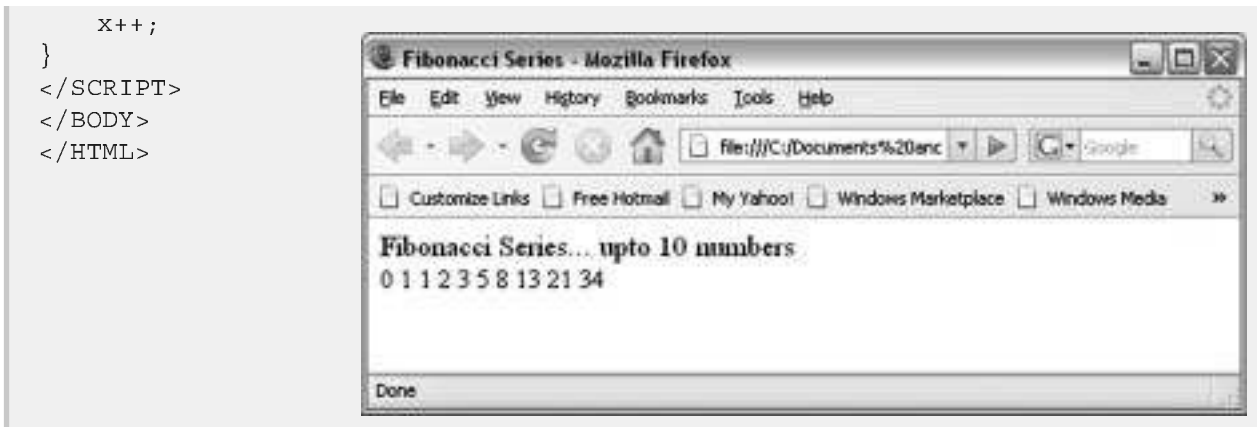 x++;
}
</SCRIPT>
</BODY>
</HTML>
Fibonacci Series - Mozilla Firefox
File Edit View History Bookmarks Tools Help
file:///C:/Documents%20anc
G Google
Customize Links Free Hotmail My Yahoo! Windows Marketplace Windows Media »
Fibonacci Series... upto 10 numbers
0 1 1 2 3 5 8 13 21 34
Done